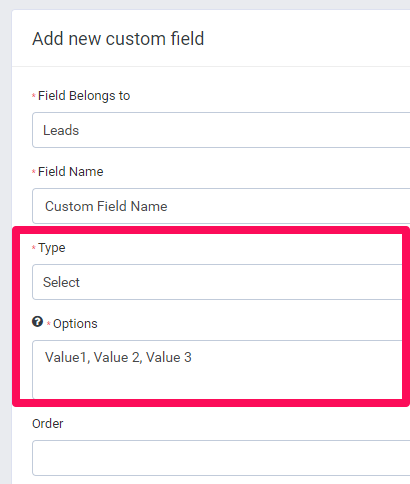 Add new custom field
* Field Belongs to
Leads
* Field Name
Custom Field Name
* Type
Select
? * Options
Value1, Value 2, Value 3
Order